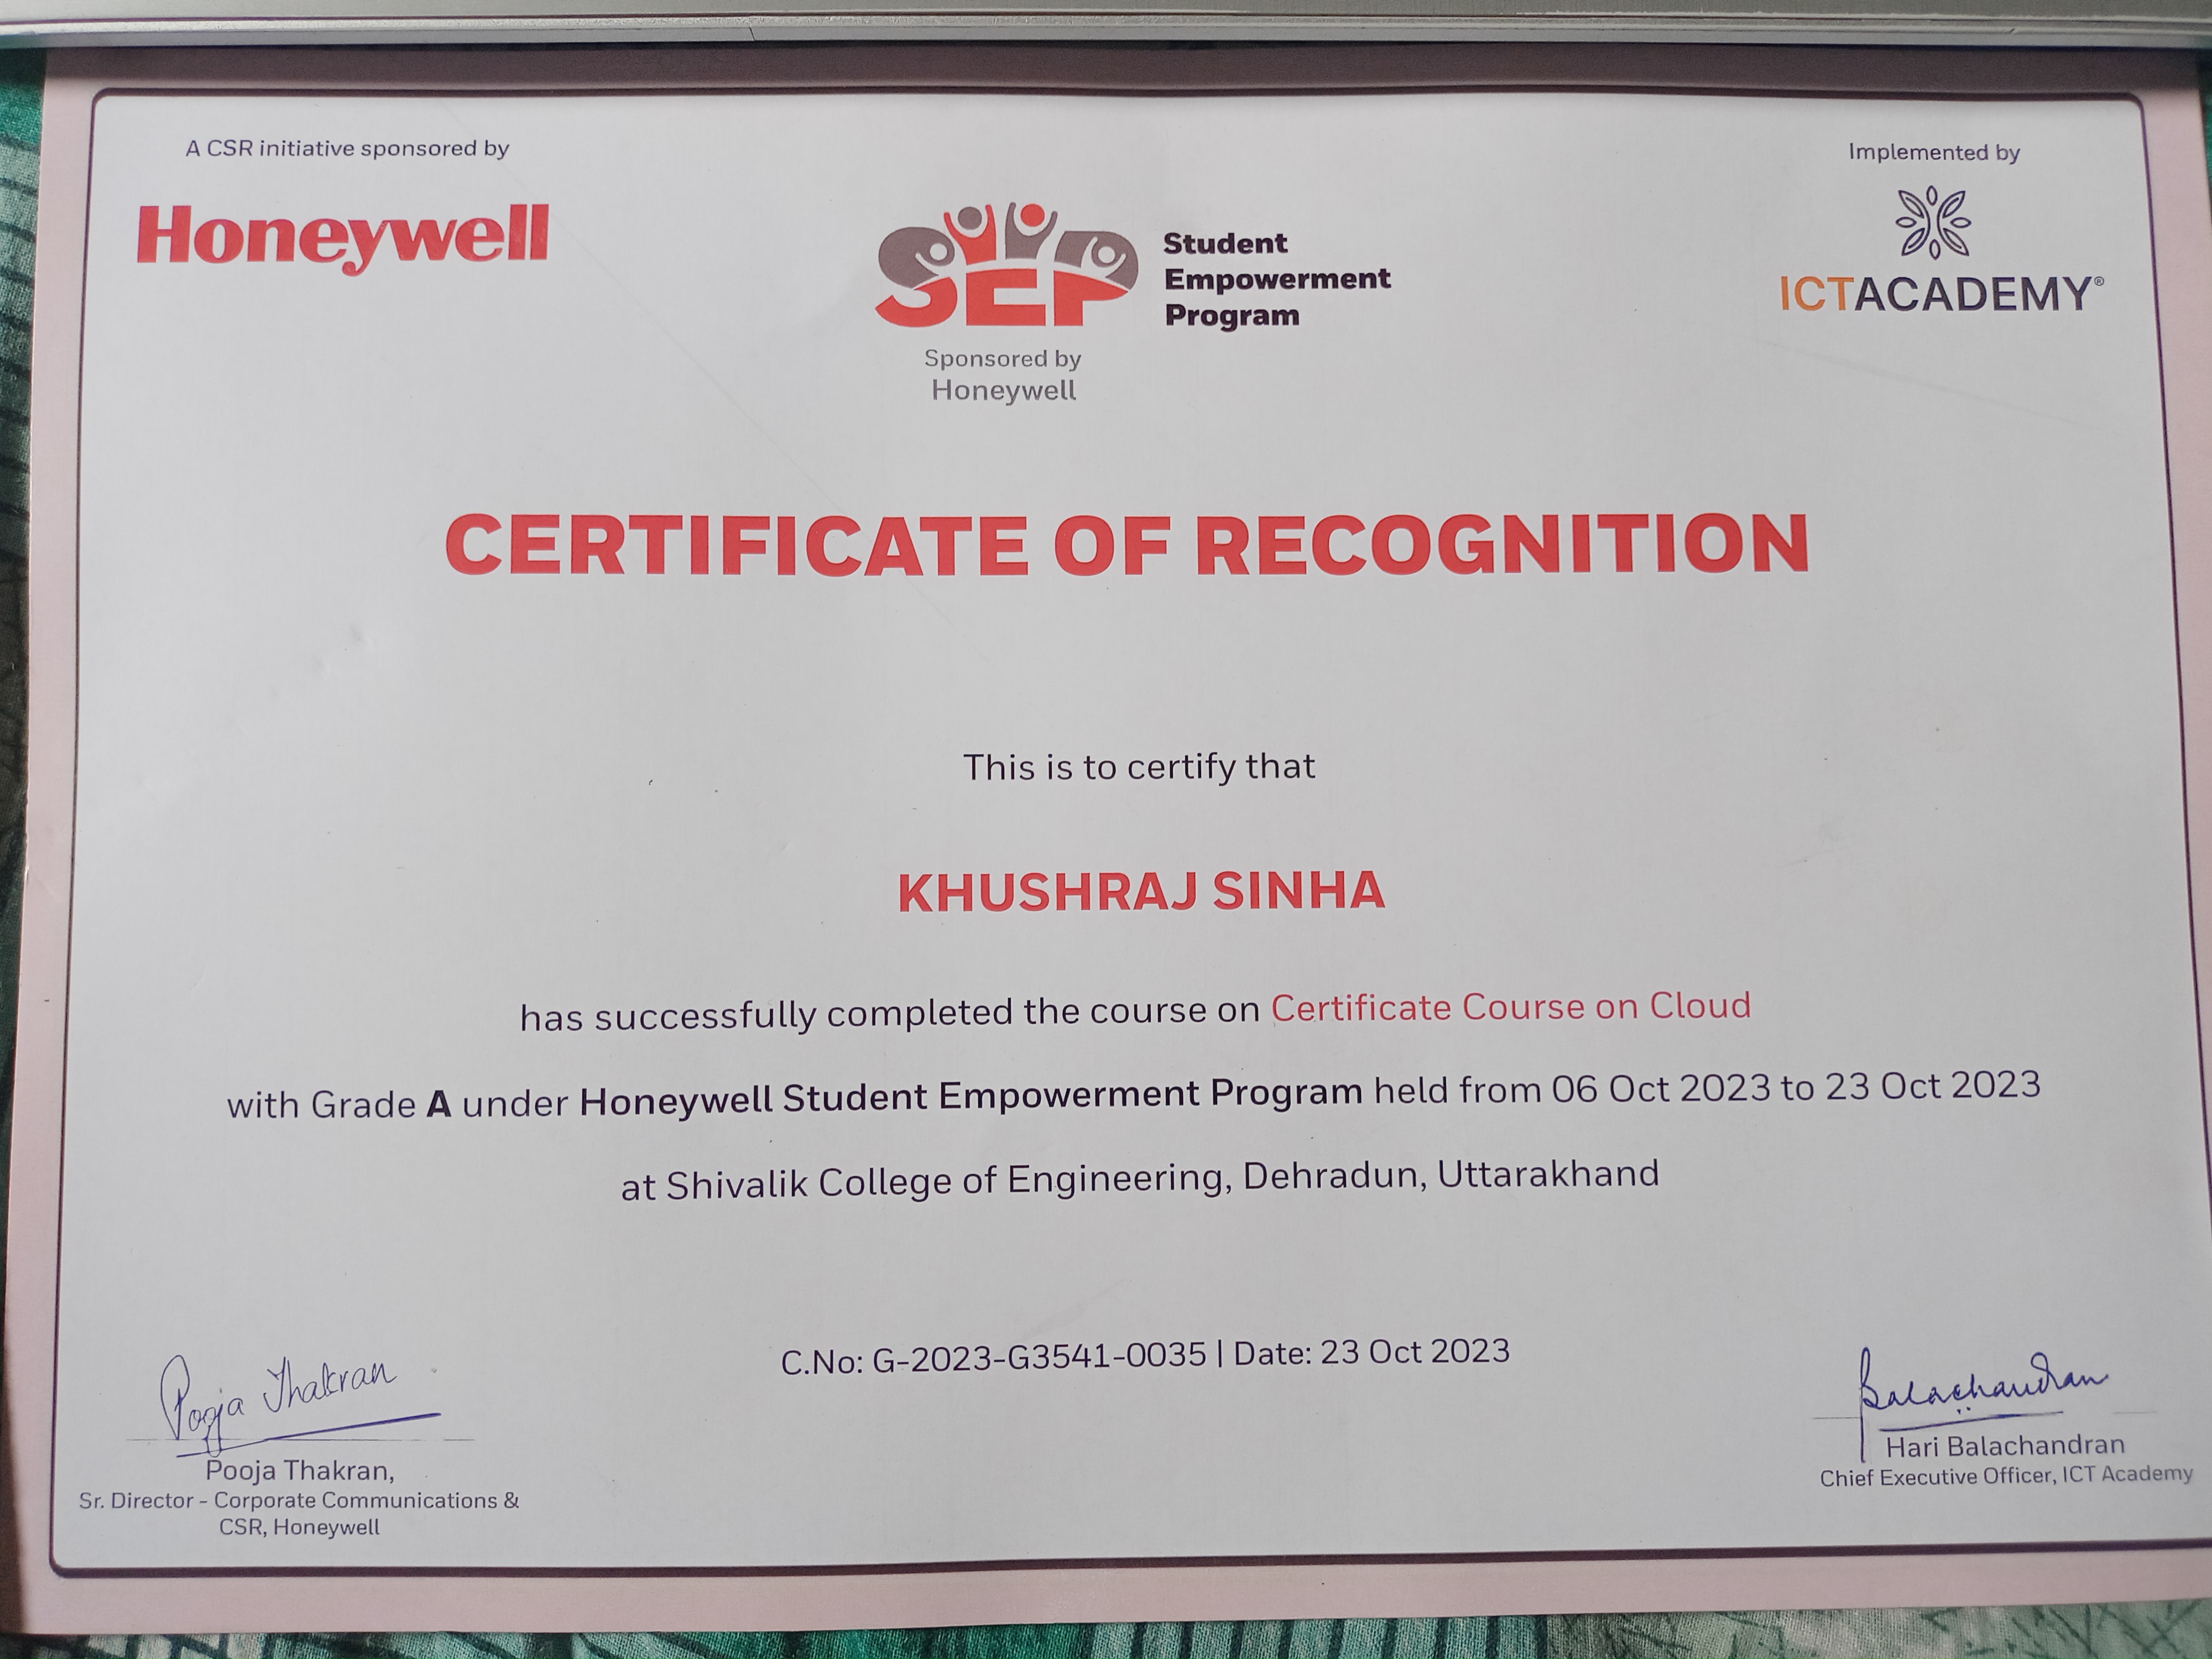 A CSR initiative sponsored by
Honeywell
SEP
Student
Empowerment
Program
Sponsored by
Honeywell
Implemented by
ICTACADEMY®
CERTIFICATE OF RECOGNITION
This is to certify that
KHUSHRAJ SINHA
has successfully completed the course on Certificate Course on Cloud
with Grade A under Honeywell Student Empowerment Program held from 06 Oct 2023 to 23 Oct 2023
at Shivalik College of Engineering, Dehradun, Uttarakhand
C.No: G-2023-G3541-0035 | Date: 23 Oct 2023
Pooja Thakran
Pooja Thakran,
Sr. Director - Corporate Communications &
CSR, Honeywell
Balachandran
Hari Balachandran
Chief Executive Officer, ICT Academy